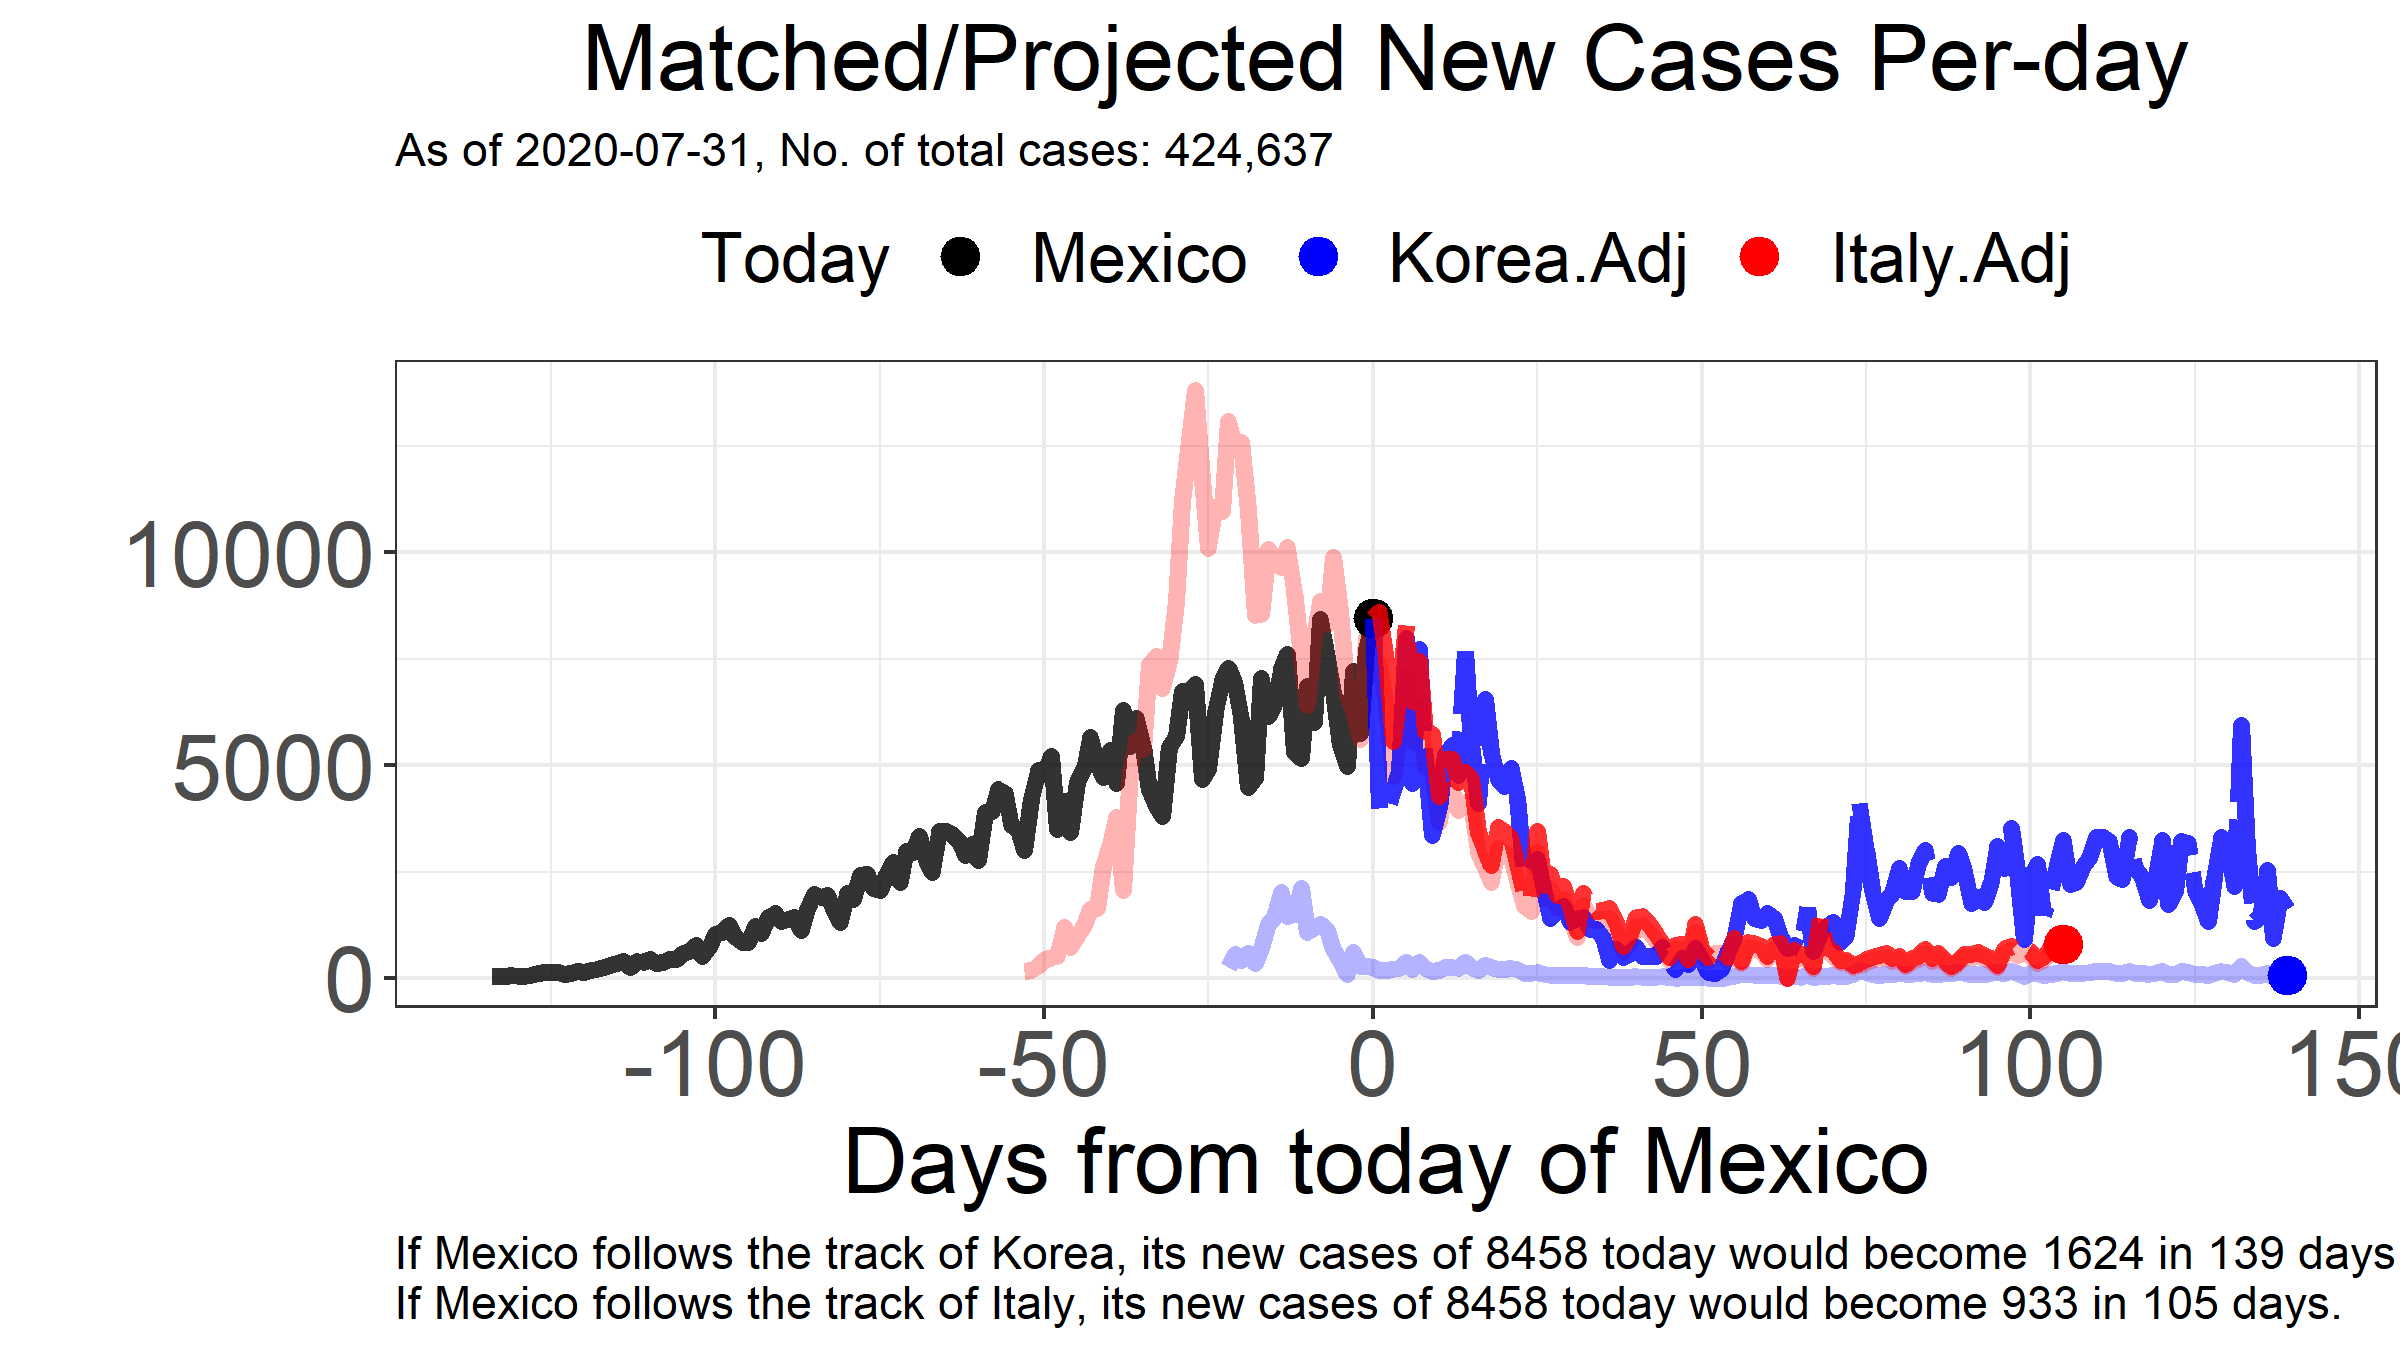 Matched/Projected New Cases Per-day
As of 2020-07-31, No. of total cases: 424,637
Today Mexico Korea.Adj Italy.Adj
10000
5000
0
-100 -50 0 50 100 150
Days from today of Mexico
If Mexico follows the track of Korea, its new cases of 8458 today would become 1624 in 139 days
If Mexico follows the track of Italy, its new cases of 8458 today would become 933 in 105 days.